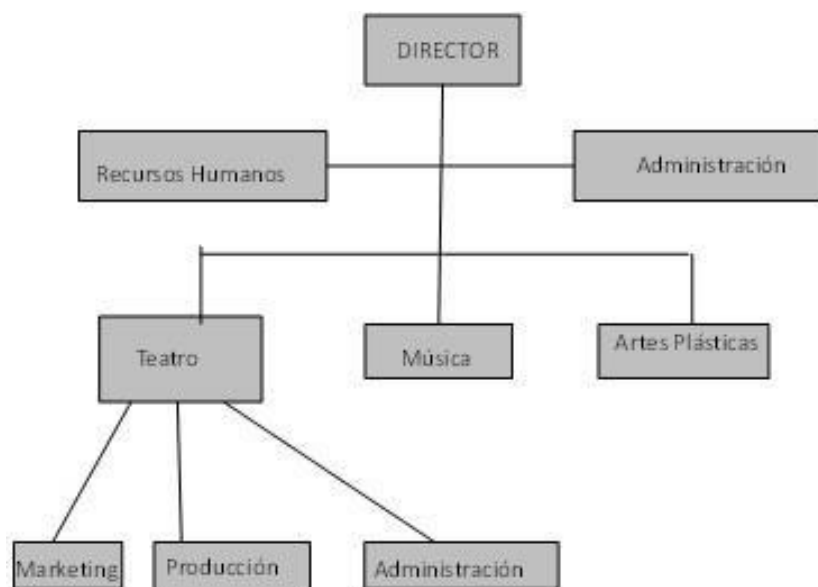 DIRECTOR
Recursos Humanos
Administración
Teatro
Música
Artes Plásticas
Marketing
Producción
Administración